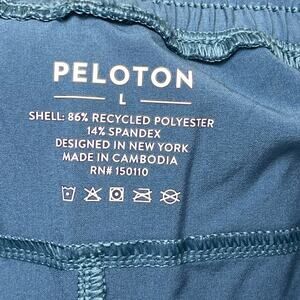 PELOTON
L
SHELL: 86% RECYCLED POLYESTER
14% SPANDEX
DESIGNED IN NEW YORK
MADE IN CAMBODIA
RN# 150110